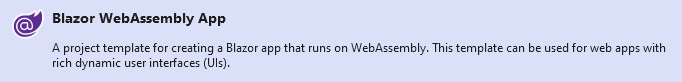 Blazor WebAssembly App
A project template for creating a Blazor app that runs on WebAssembly. This template can be used for web apps with
rich dynamic user interfaces (UIs).